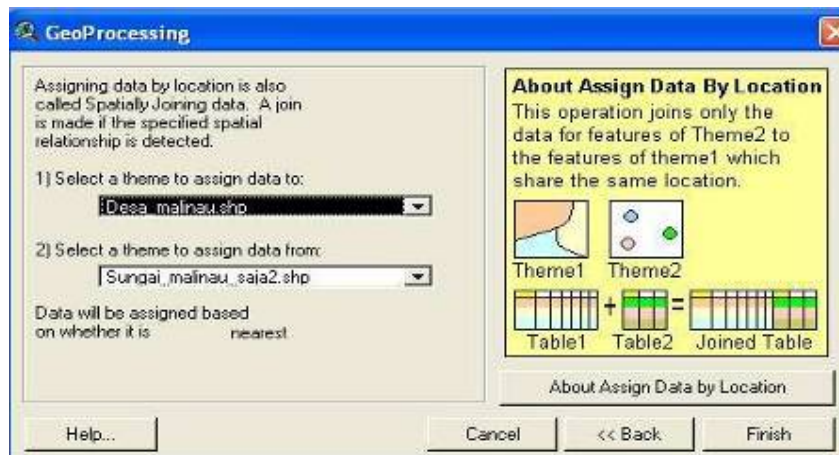 GeoProcessing
Assigning data by location is also
called Spatially Joining data. A join
is made if the specified spatial
relationship is detected.
1) Select a theme to assign data to:
Desa_malinau.shp
2) Select a theme to assign data from:
Sungai_malinau_saja2.shp
Data will be assigned based
on whether it is nearest
About Assign Data By Location
This operation joins only the
data for features of Theme2 to
the features of theme1 which
share the same location.
Theme1 Theme2
+ =
Table1 Table2 Joined Table
About Assign Data by Location
Help... Cancel << Back Finish